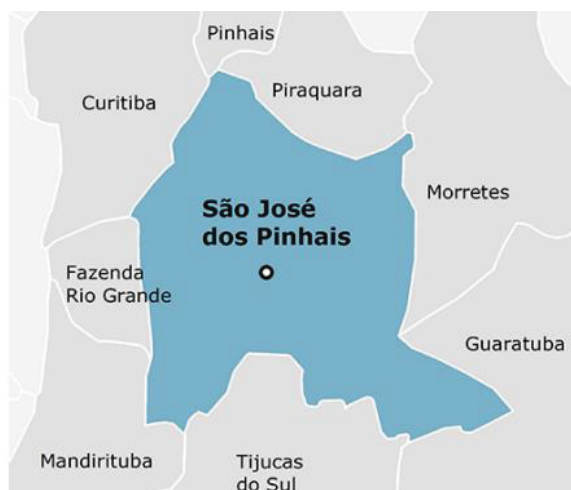 Pinhais
Curitiba
Piraquara
São José
dos Pinhais
Morretes
Fazenda
Rio Grande
Guaratuba
Mandirituba
Tijucas
do Sul